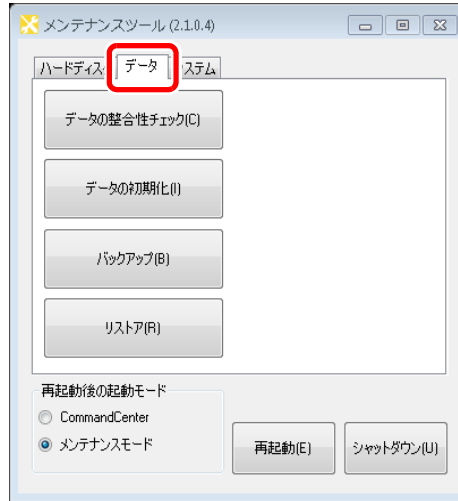 メンテナンスツール (2.1.0.4)
ハードディス データ ステム
データの整合性チェック(C)
データの初期化(I)
バックアップ(B)
リストア(R)
再起動後の起動モード
CommandCenter
メンテナンスモード
再起動(E)
シャットダウン(U)